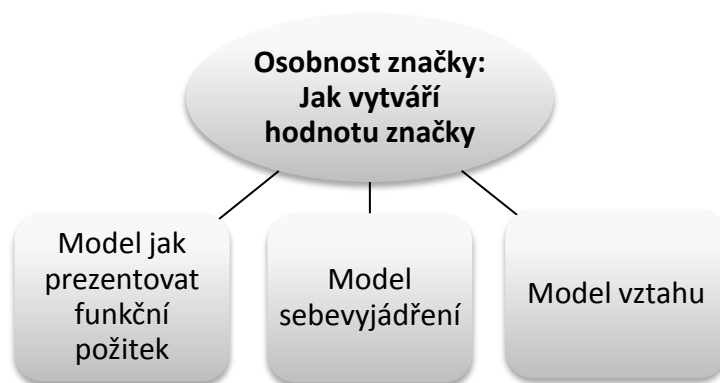 Osobnost značky:
Jak vytváří
hodnotu značky
Model jak
prezentovat
funkční
požitek
Model
sebevyjádření
Model vztahu